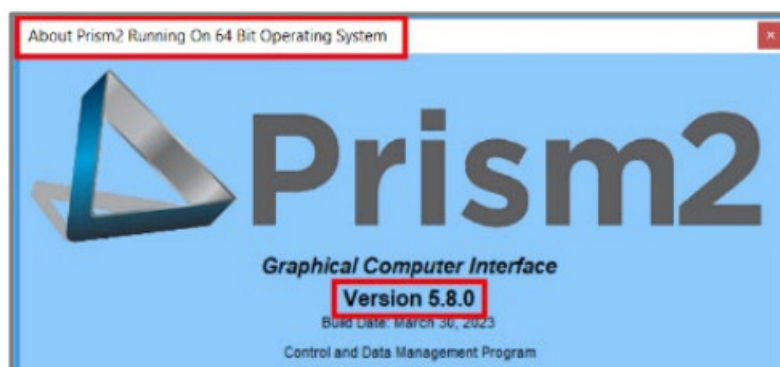 About Prism2 Running On 64 Bit Operating System
Prism2
Graphical Computer Interface
Version 5.8.0
Build Date: March 30, 2023
Control and Data Management Program